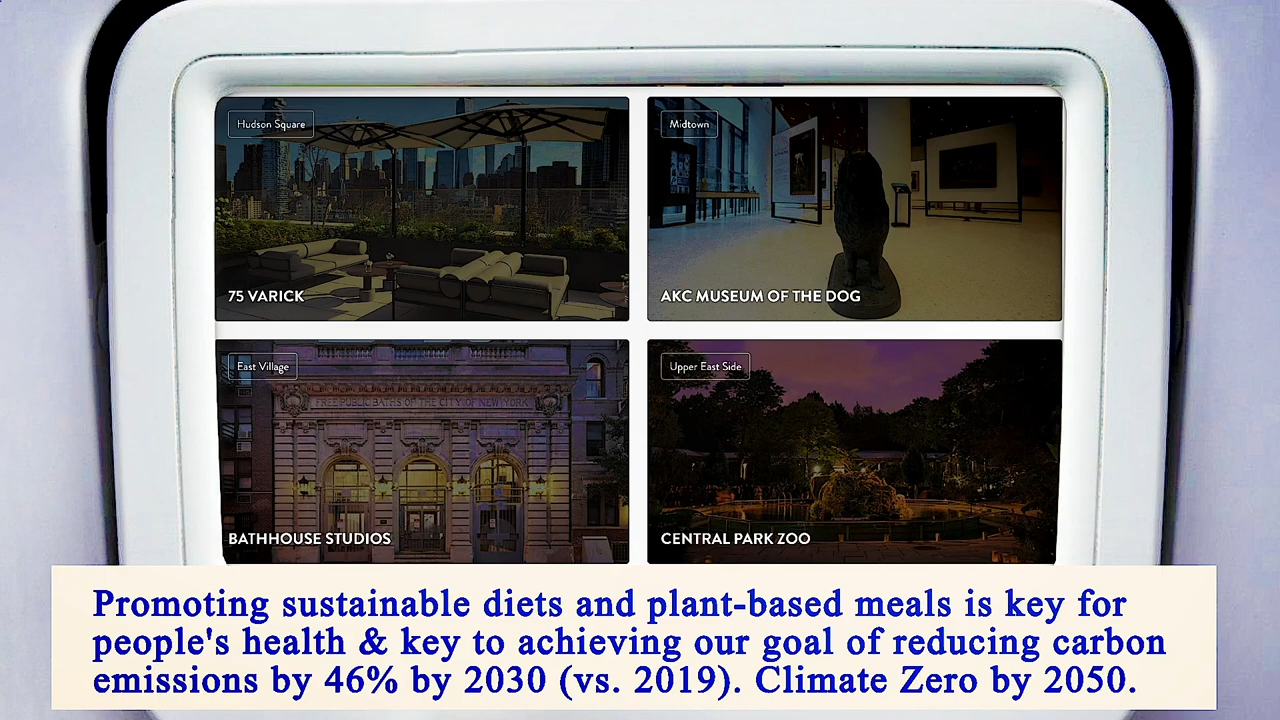 Hudson Square
75 VARICK
Midtown
AKC MUSEUM OF THE DOG
East Village
FREE PUBLIC BATHS OF THE CITY OF NEW YORK
BATHHOUSE STUDIOS
Upper East Side
CENTRAL PARK ZOO
Promoting sustainable diets and plant-based meals is key for
people's health & key to achieving our goal of reducing carbon
emissions by 46% by 2030 (vs. 2019). Climate Zero by 2050.